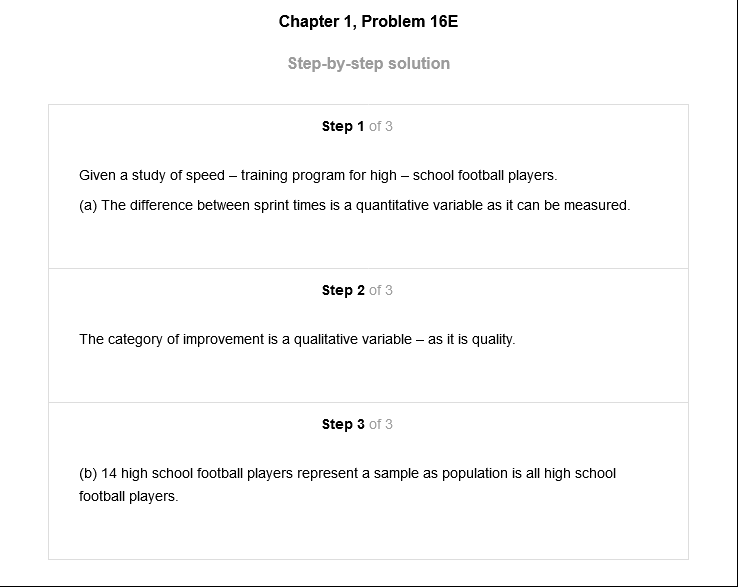 Chapter 1, Problem 16E
Step-by-step solution
Step 1 of 3
Given a study of speed – training program for high – school football players.
(a) The difference between sprint times is a quantitative variable as it can be measured.
Step 2 of 3
The category of improvement is a qualitative variable – as it is quality.
Step 3 of 3
(b) 14 high school football players represent a sample as population is all high school
football players.